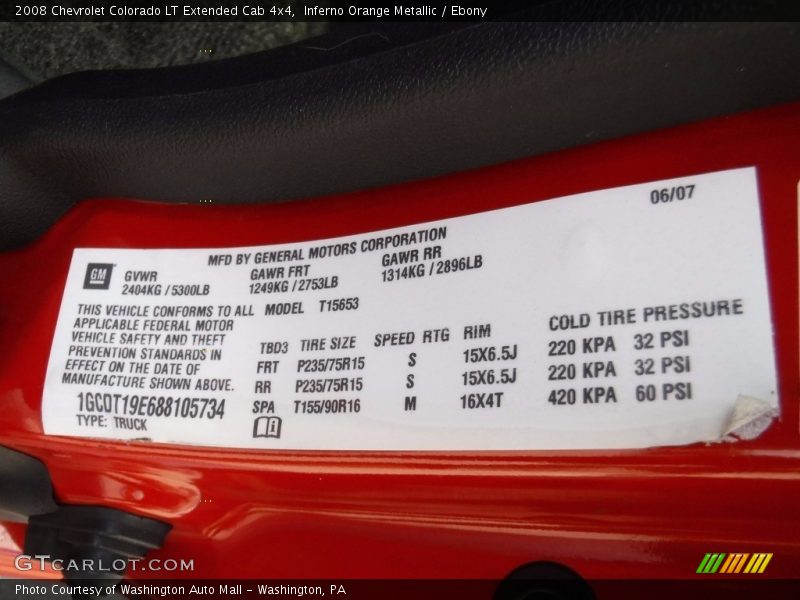 2008 Chevrolet Colorado LT Extended Cab 4x4, Inferno Orange Metallic / Ebony
06/07
MFD BY GENERAL MOTORS CORPORATION
GM GVWR GAWR FRT GAWR RR
2404KG / 5300LB 1249KG / 2753LB 1314KG / 2896LB
THIS VEHICLE CONFORMS TO ALL MODEL T15653
APPLICABLE FEDERAL MOTOR
VEHICLE SAFETY AND THEFT
PREVENTION STANDARDS IN
EFFECT ON THE DATE OF
MANUFACTURE SHOWN ABOVE.
1GCDT19E688105734
TYPE: TRUCK
TBD3 TIRE SIZE SPEED RTG RIM COLD TIRE PRESSURE
FRT P235/75R15 S 15X6.5J 220 KPA 32 PSI
RR P235/75R15 S 15X6.5J 220 KPA 32 PSI
SPA T155/90R16 M 16X4T 420 KPA 60 PSI
GTCARLOT.COM
Photo Courtesy of Washington Auto Mall - Washington, PA